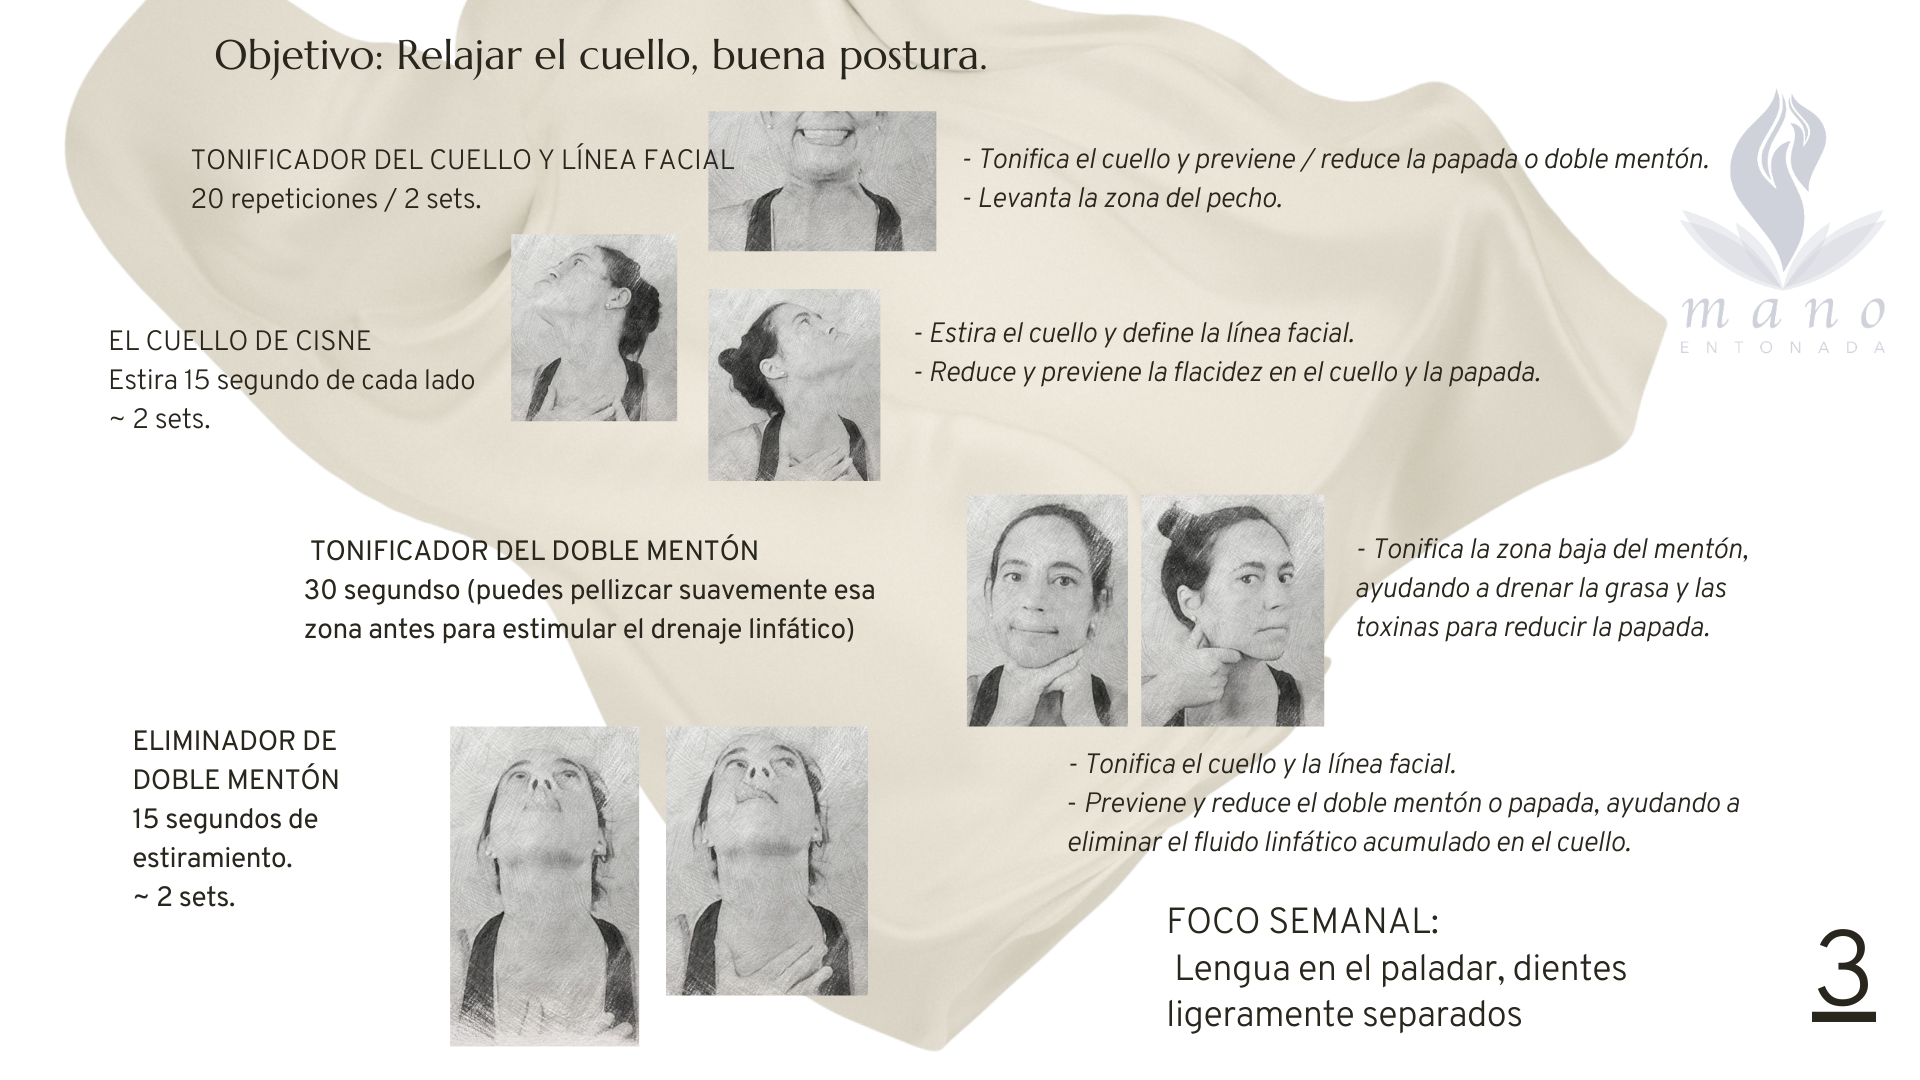 Objetivo: Relajar el cuello, buena postura.
TONIFICADOR DEL CUELLO Y LÍNEA FACIAL
20 repeticiones / 2 sets.
- Tonifica el cuello y previene / reduce la papada o doble mentón.
- Levanta la zona del pecho.
mano
ENTONADA
EL CUELLO DE CISNE
Estira 15 segundo de cada lado
~ 2 sets.
- Estira el cuello y define la línea facial.
- Reduce y previene la flacidez en el cuello y la papada.
TONIFICADOR DEL DOBLE MENTÓN
30 segundso (puedes pellizcar suavemente esa
zona antes para estimular el drenaje linfático)
- Tonifica la zona baja del mentón,
ayudando a drenar la grasa y las
toxinas para reducir la papada.
ELIMINADOR DE
DOBLE MENTÓN
15 segundos de
estiramiento.
~ 2 sets.
- Tonifica el cuello y la línea facial.
- Previene y reduce el doble mentón o papada, ayudando a
eliminar el fluido linfático acumulado en el cuello.
FOCO SEMANAL:
Lengua en el paladar, dientes
ligeramente separados
3